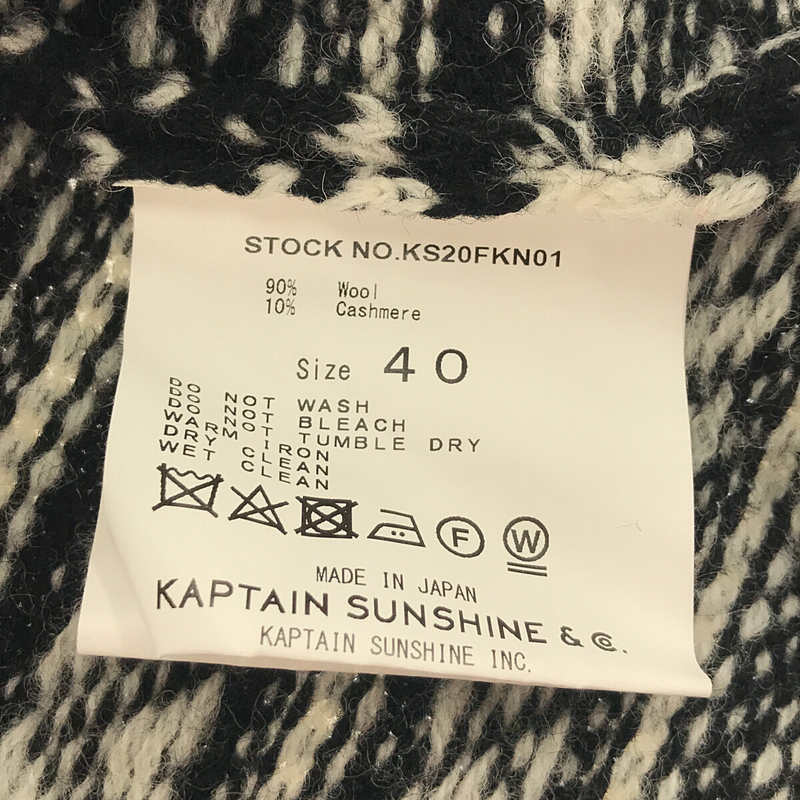 STOCK NO.KS20FKN01
90% Wool
10% Cashmere
Size 40
DO NOT WASH
DO NOT BLEACH
DO NOT TUMBLE DRY
WARM IRON
DRY CLEAN
WET CLEAN
F W
MADE IN JAPAN
KAPTAIN SUNSHINE & Co.
KAPTAIN SUNSHINE INC.